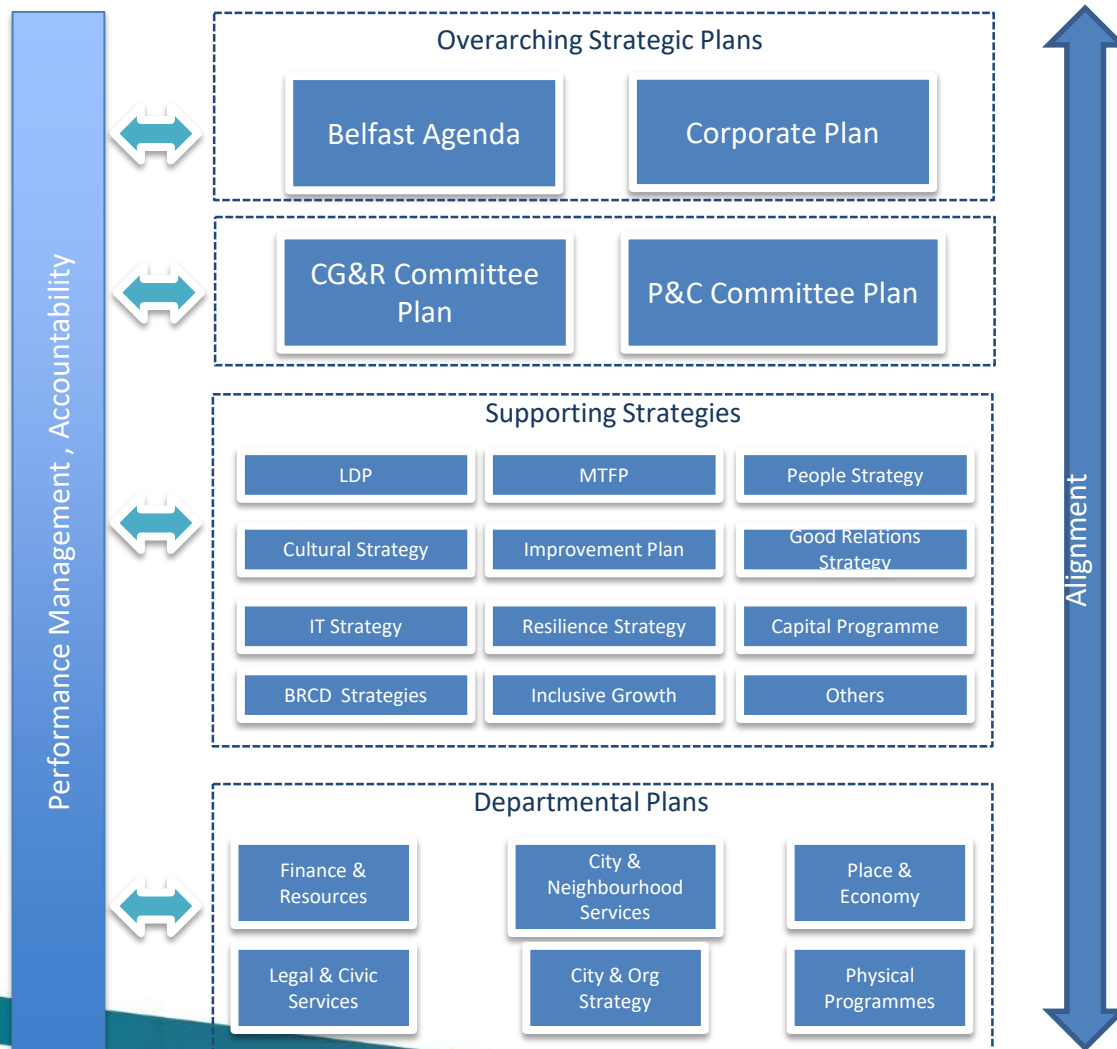 Overarching Strategic Plans
Belfast Agenda
Corporate Plan
CG&R Committee
Plan
P&C Committee Plan
Supporting Strategies
LDP
MTFP
People Strategy
Cultural Strategy
Improvement Plan
Good Relations
Strategy
IT Strategy
Resilience Strategy
Capital Programme
BRCD  Strategies
Inclusive Growth
Others
Departmental Plans
Finance &
Resources
City &
Neighbourhood
Services
Place &
Economy
Legal & Civic
Services
City & Org
Strategy
Physical
Programmes
Performance Management , Accountability
Alignment